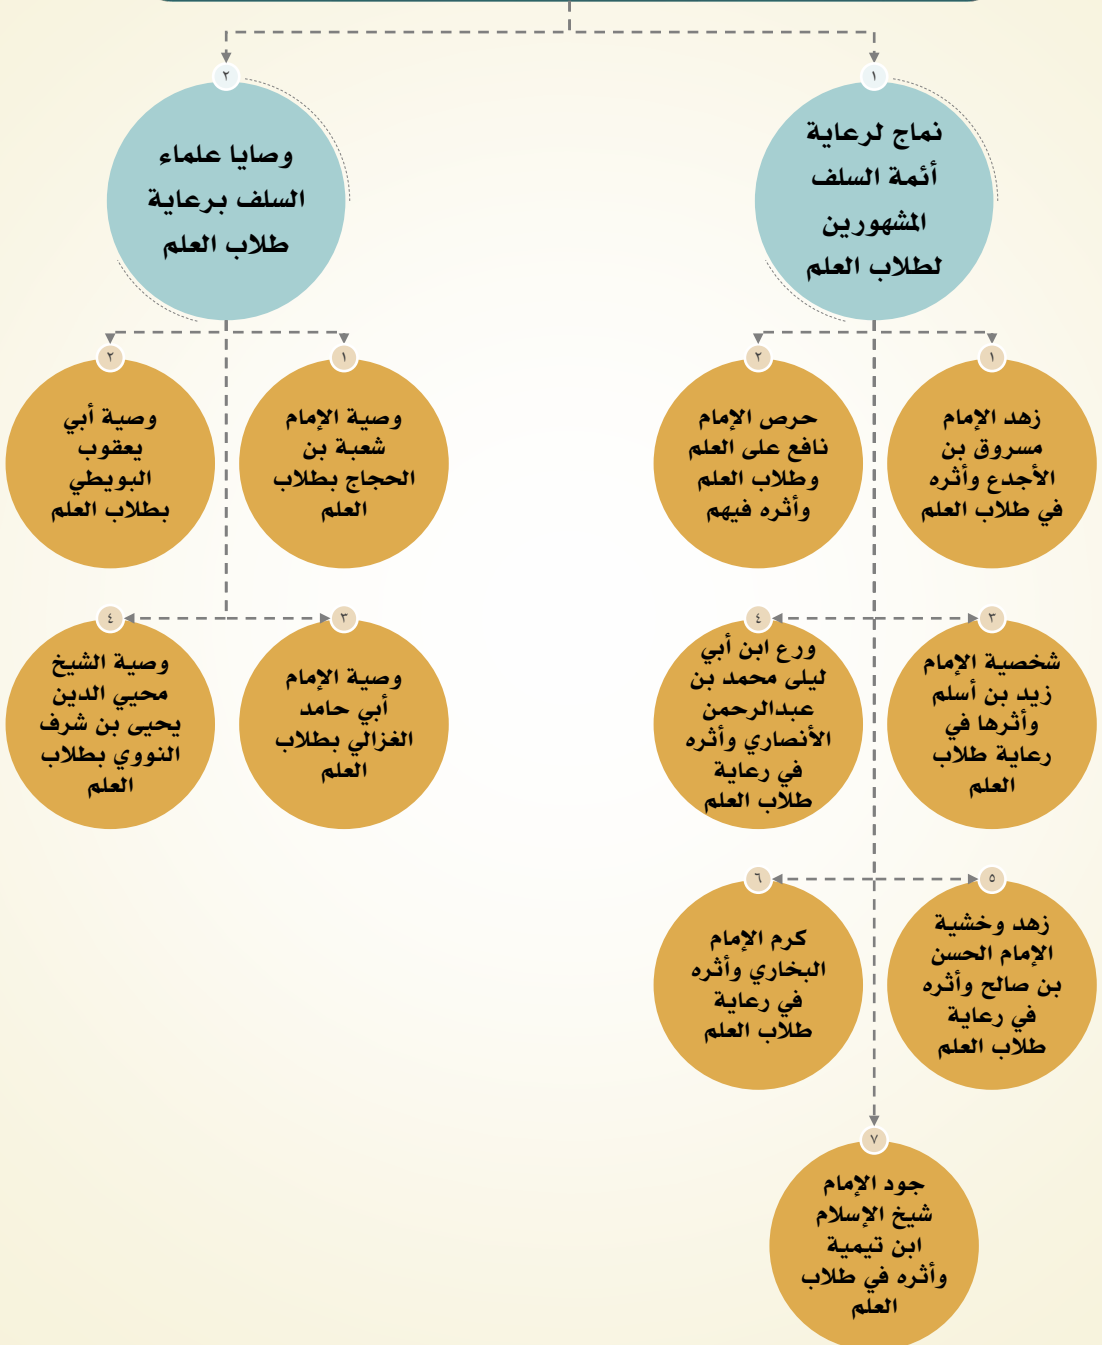 ١
نماج لرعاية
أئمة السلف
المشهورين
لطلاب العلم
١
زهد الإمام
مسروق بن
الأجدع وأثره
في طلاب العلم
٢
حرص الإمام
نافع على العلم
وطلاب العلم
وأثره فيهم
٣
شخصية الإمام
زيد بن أسلم
وأثرها في
رعاية طلاب
العلم
٤
ورع ابن أبي
ليلى محمد بن
عبدالرحمن
الأنصاري وأثره
في رعاية
طلاب العلم
٥
زهد وخشية
الإمام الحسن
بن صالح وأثره
في رعاية
طلاب العلم
٦
كرم الإمام
البخاري وأثره
في رعاية
طلاب العلم
٧
جود الإمام
شيخ الإسلام
ابن تيمية
وأثره في طلاب
العلم
٢
وصايا علماء
السلف برعاية
طلاب العلم
١
وصية الإمام
شعبة بن
الحجاج بطلاب
العلم
٢
وصية أبي
يعقوب
البويطي
بطلاب العلم
٣
وصية الإمام
أبي حامد
الغزالي بطلاب
العلم
٤
وصية الشيخ
محيي الدين
يحيى بن شرف
النووي بطلاب
العلم